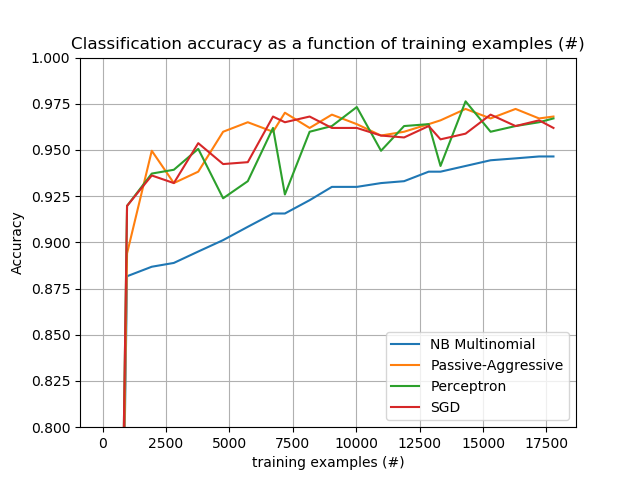 Classification accuracy as a function of training examples (#)
1.000
0.975
0.950
0.925
0.900
0.875
0.850
0.825
0.800
Accuracy
NB Multinomial
Passive-Aggressive
Perceptron
SGD
0 2500 5000 7500 10000 12500 15000 17500
training examples (#)